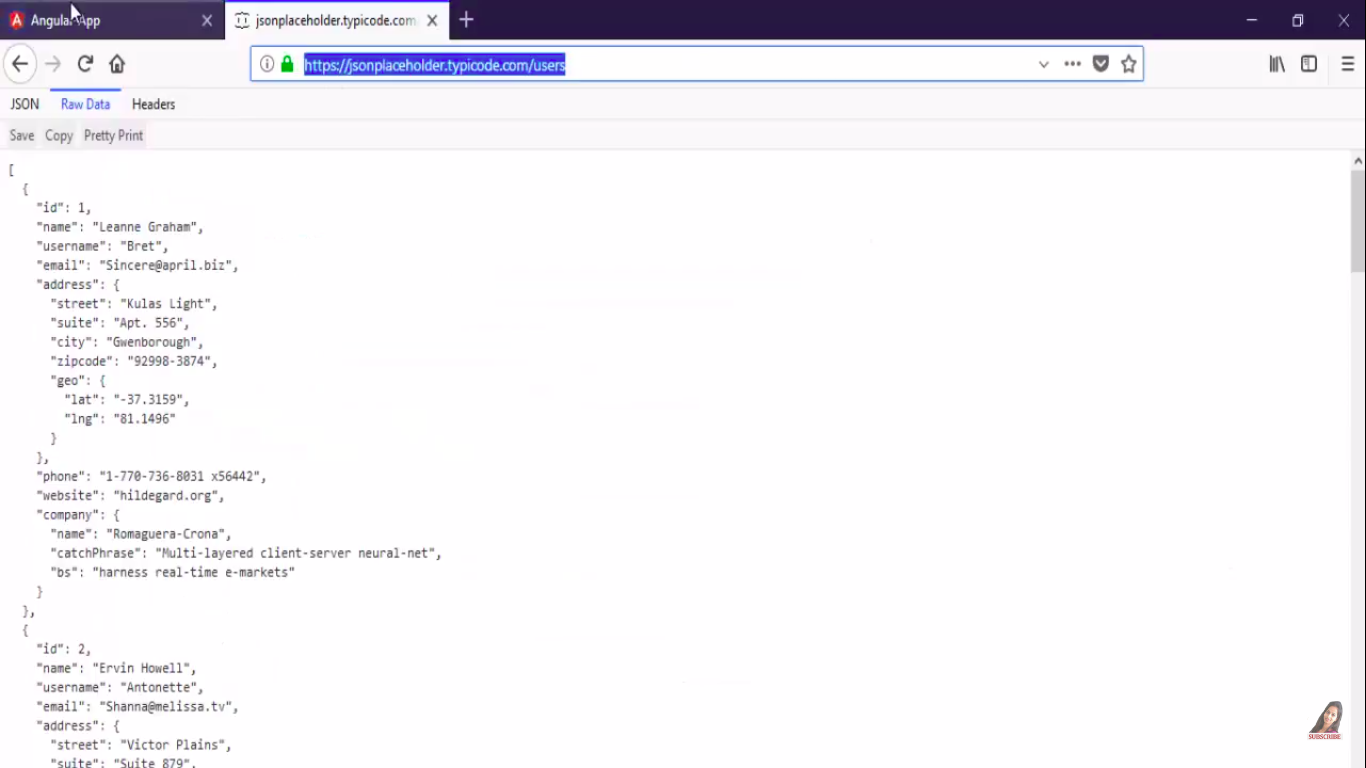 Angular App
jsonplaceholder.typicode.com
https://jsonplaceholder.typicode.com/users
JSON Raw Data Headers
Save Copy Pretty Print
[
{
"id": 1,
"name": "Leanne Graham",
"username": "Bret",
"email": "Sincere@april.biz",
"address": {
"street": "Kulas Light",
"suite": "Apt. 556",
"city": "Gwenborough",
"zipcode": "92998-3874",
"geo": {
"lat": "-37.3159",
"lng": "81.1496"
}
},
"phone": "1-770-736-8031 x56442",
"website": "hildegard.org",
"company": {
"name": "Romaguera-Crona",
"catchPhrase": "Multi-layered client-server neural-net",
"bs": "harness real-time e-markets"
}
},
{
"id": 2,
"name": "Ervin Howell",
"username": "Antonette",
"email": "Shanna@melissa.tv",
"address": {
"street": "Victor Plains",
"suite": "Suite 879",
SUBSCRIBE